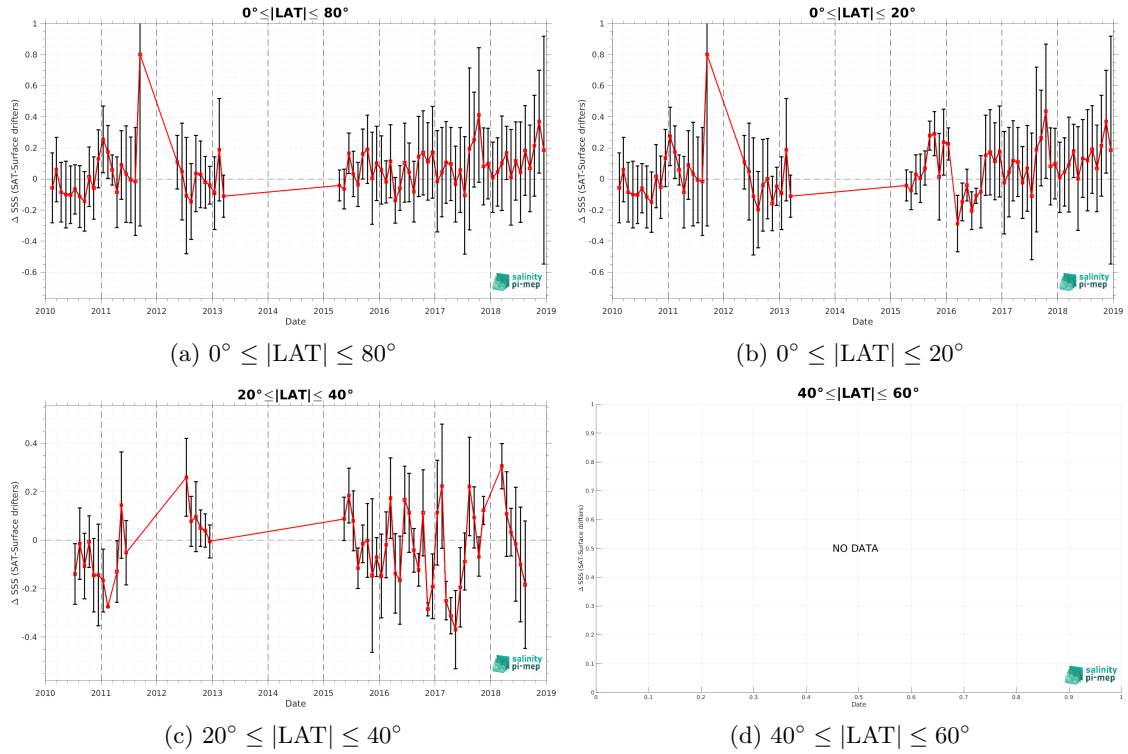 0°≤|LAT|≤ 80°
Δ SSS (SAT-Surface drifters)
1
0.8
0.6
0.4
0.2
0
-0.2
-0.4
-0.6
2010 2011 2012 2013 2014 2015 2016 2017 2018 2019
Date
salinity
pi-mep
(a) 0° ≤ |LAT| ≤ 80°
0°≤|LAT|≤ 20°
Δ SSS (SAT-Surface drifters)
1
0.8
0.6
0.4
0.2
0
-0.2
-0.4
-0.6
2010 2011 2012 2013 2014 2015 2016 2017 2018 2019
Date
salinity
pi-mep
(b) 0° ≤ |LAT| ≤ 20°
20°≤|LAT|≤ 40°
Δ SSS (SAT-Surface drifters)
0.4
0.2
0
-0.2
-0.4
2010 2011 2012 2013 2014 2015 2016 2017 2018 2019
Date
salinity
pi-mep
(c) 20° ≤ |LAT| ≤ 40°
40°≤|LAT|≤ 60°
Δ SSS (SAT-Surface drifters)
1
0.9
0.8
0.7
0.6
0.5
0.4
0.3
0.2
0.1
0
NO DATA
0 0.1 0.2 0.3 0.4 0.5 0.6 0.7 0.8 0.9 1
Date
salinity
pi-mep
(d) 40° ≤ |LAT| ≤ 60°